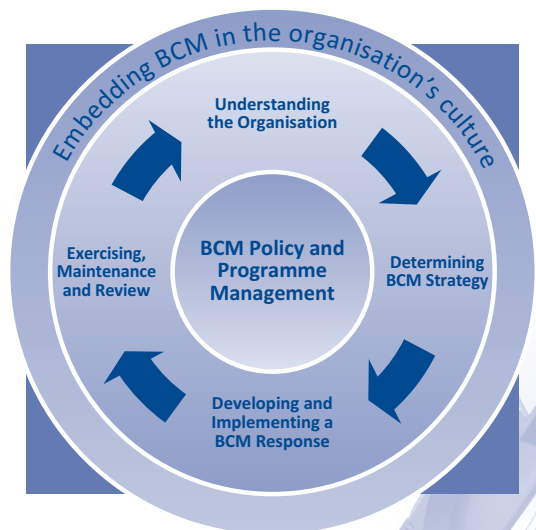 Embedding BCM in the organisation's culture
Understanding
the Organisation
Exercising,
Maintenance
and Review
BCM Policy and
Programme
Management
Determining
BCM Strategy
Developing and
Implementing a
BCM Response